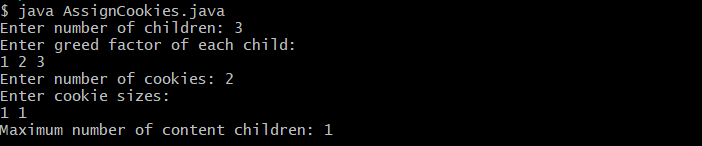 $ java AssignCookies.java
Enter number of children: 3
Enter greed factor of each child:
1 2 3
Enter number of cookies: 2
Enter cookie sizes:
1 1
Maximum number of content children: 1